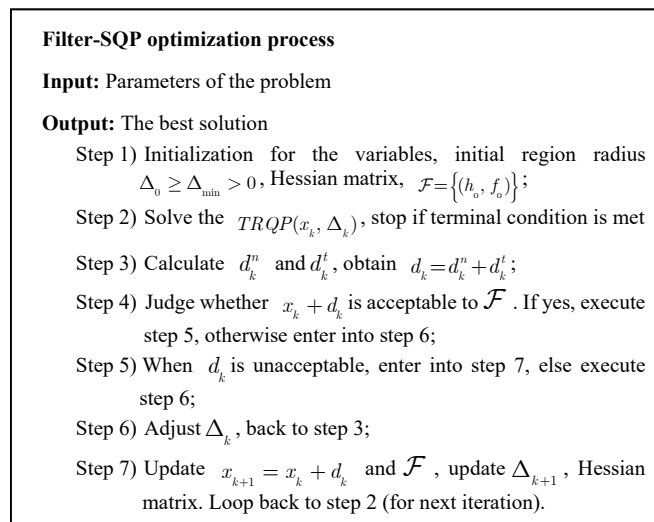 Filter-SQP optimization process
Input: Parameters of the problem
Output: The best solution
Step 1) Initialization for the variables, initial region radius
Δ₀ ≥ Δ_min > 0, Hessian matrix, ℱ={(h_o, f_o)};
Step 2) Solve the TRQP(x_k, Δ_k), stop if terminal condition is met
Step 3) Calculate d_k^n and d_k^t, obtain d_k=d_k^n+d_k^t;
Step 4) Judge whether x_k + d_k is acceptable to ℱ. If yes, execute
step 5, otherwise enter into step 6;
Step 5) When d_k is unacceptable, enter into step 7, else execute
step 6;
Step 6) Adjust Δ_k, back to step 3;
Step 7) Update x_{k+1} = x_k + d_k and ℱ, update Δ_{k+1}, Hessian
matrix. Loop back to step 2 (for next iteration).